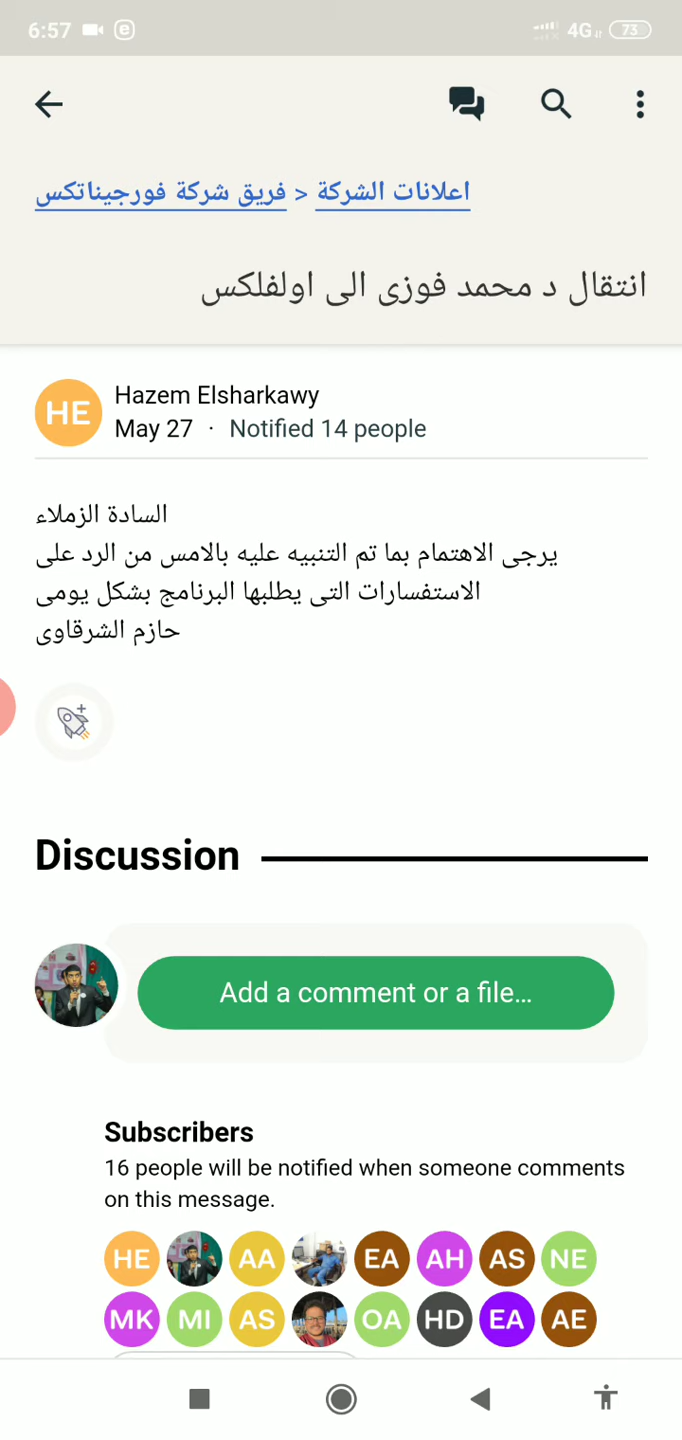 6:57
4G 73
اعلانات الشركة > فريق شركة فورجيناتكس
انتقال د محمد فوزى الى اولفلكس
HE
Hazem Elsharkawy
May 27 · Notified 14 people
السادة الزملاء
يرجى الاهتمام بما تم التنبيه عليه بالامس من الرد على
الاستفسارات التى يطلبها البرنامج بشكل يومى
حازم الشرقاوى
Discussion
Add a comment or a file...
Subscribers
16 people will be notified when someone comments
on this message.
HE AA EA AH AS NE
MK MI AS OA HD EA AE